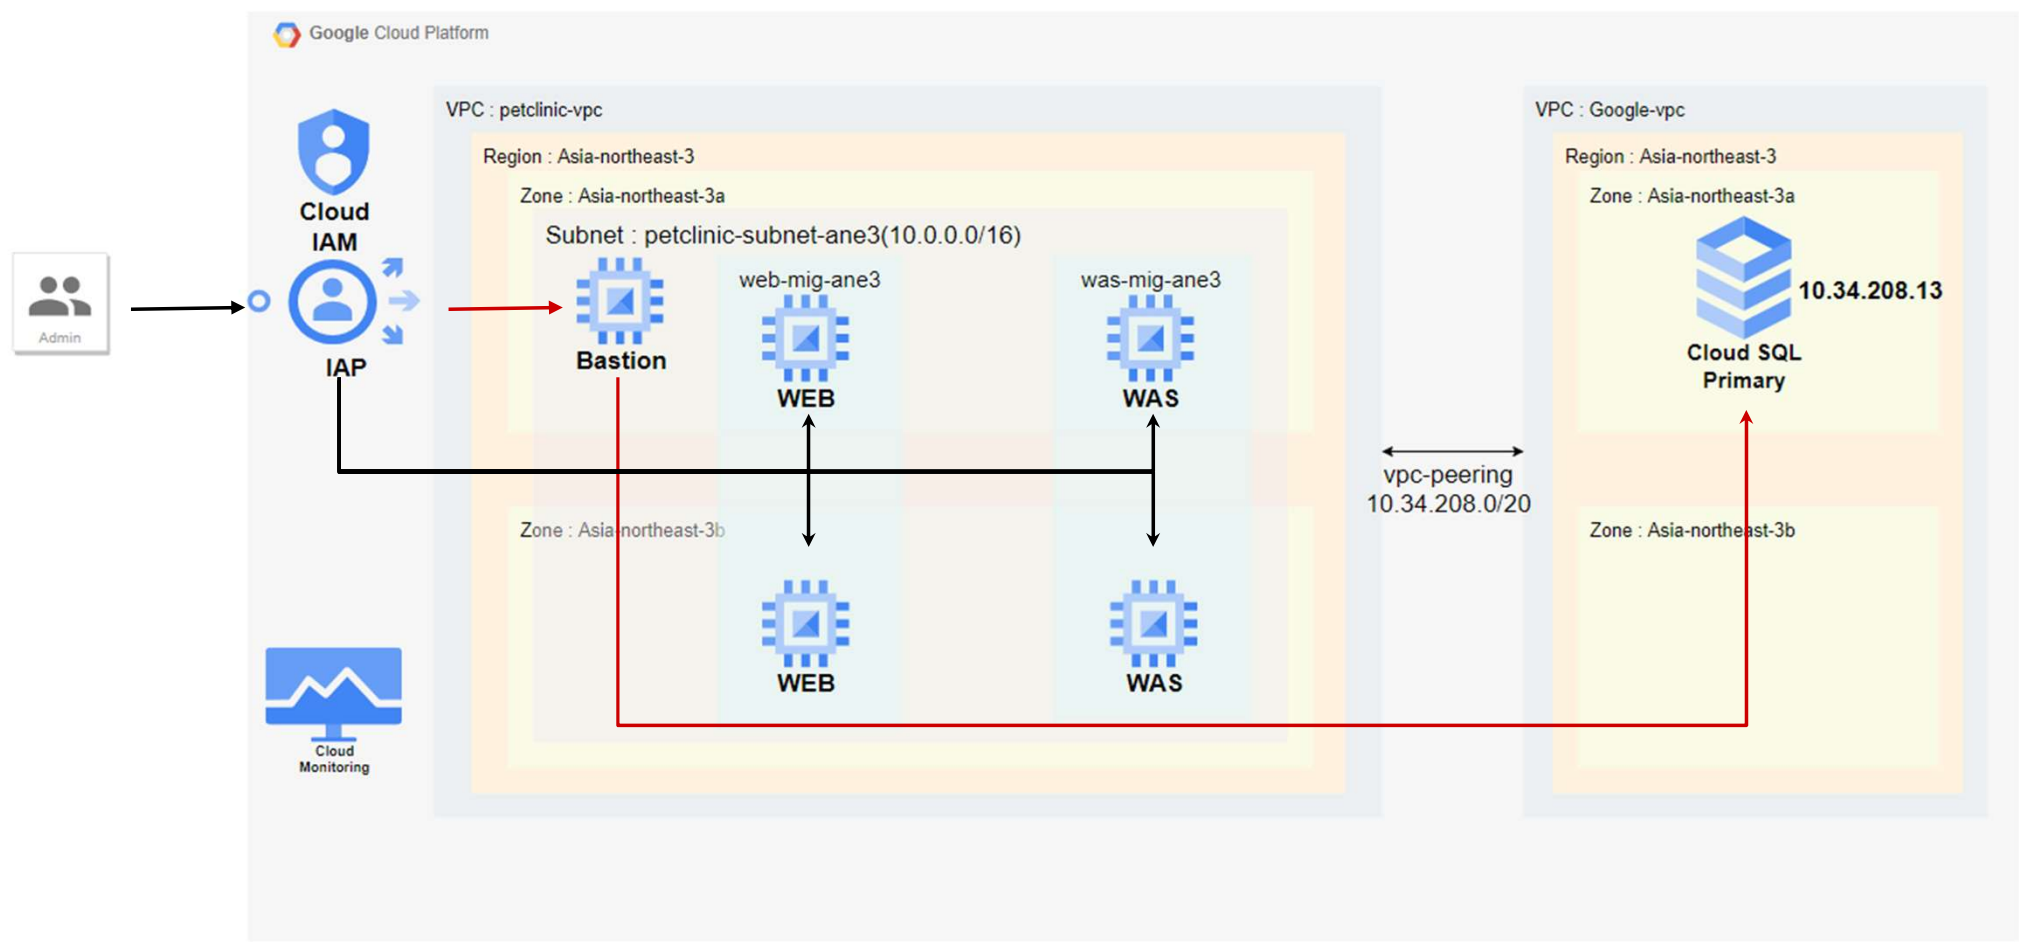 Google Cloud Platform
VPC : petclinic-vpc
VPC : Google-vpc
Region : Asia-northeast-3
Region : Asia-northeast-3
Zone : Asia-northeast-3a
Zone : Asia-northeast-3a
Cloud
IAM
Subnet : petclinic-subnet-ane3(10.0.0.0/16)
web-mig-ane3
was-mig-ane3
10.34.208.13
Admin
IAP
Bastion
WEB
WAS
Cloud SQL
Primary
vpc-peering
10.34.208.0/20
Zone : Asia-northeast-3b
Zone : Asia-northeast-3b
WEB
WAS
Cloud
Monitoring